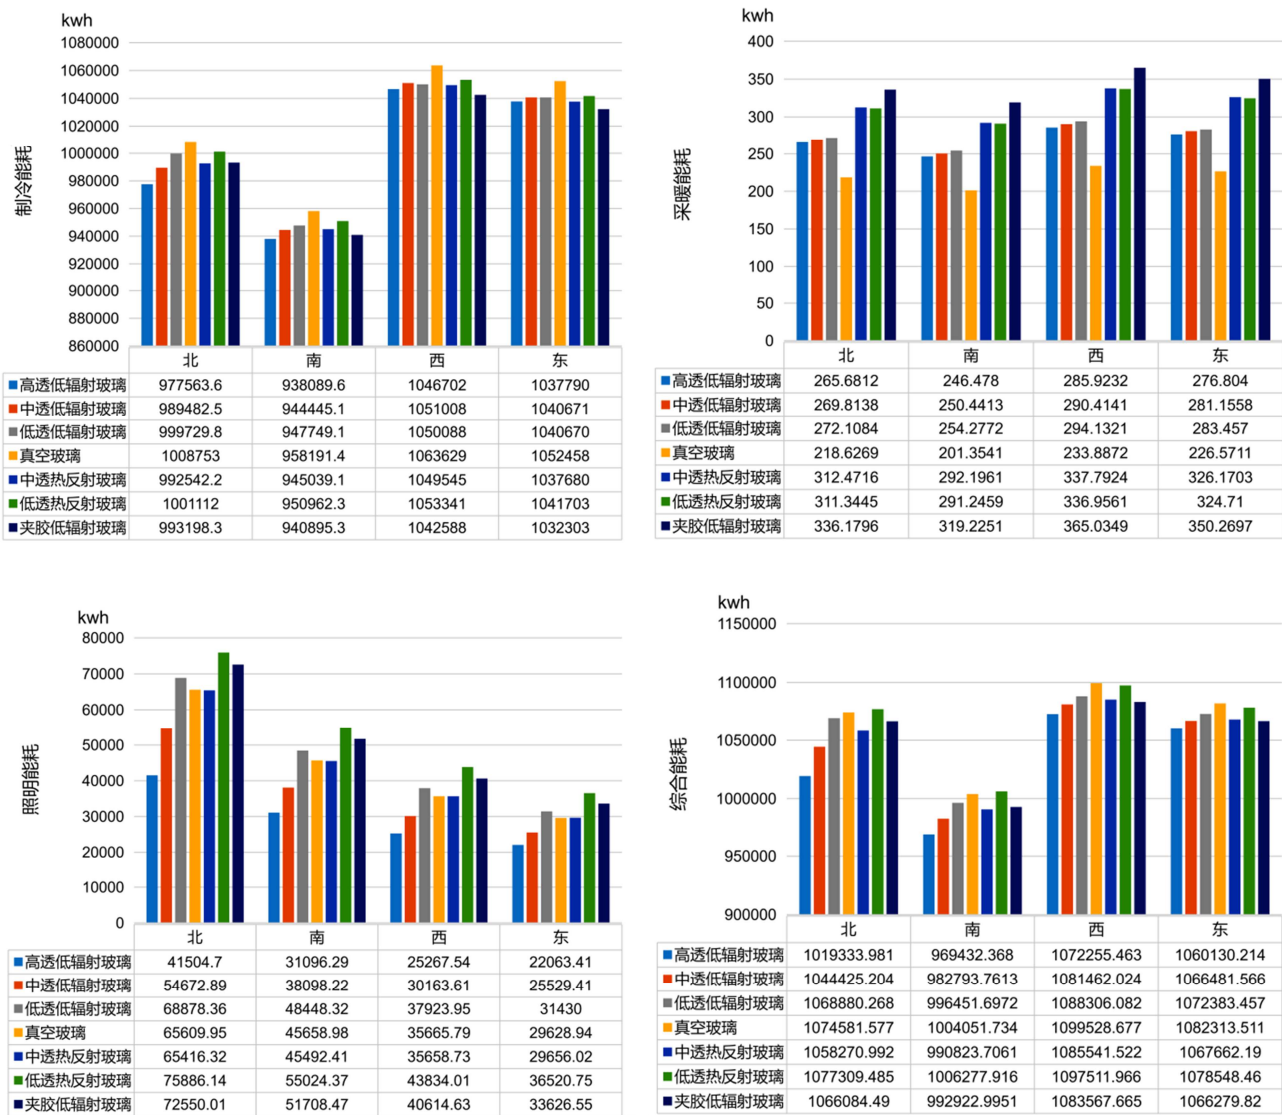 kwh
1080000
1060000
1040000
1020000
1000000
980000
960000
940000
920000
900000
880000
860000
制冷能耗
北 南 西 东
高透低辐射玻璃 977563.6 938089.6 1046702 1037790
中透低辐射玻璃 989482.5 944445.1 1051008 1040671
低透低辐射玻璃 999729.8 947749.1 1050088 1040670
真空玻璃 1008753 958191.4 1063629 1052458
中透热反射玻璃 992542.2 945039.1 1049545 1037680
低透热反射玻璃 1001112 950962.3 1053341 1041703
夹胶低辐射玻璃 993198.3 940895.3 1042588 1032303
kwh
400
350
300
250
200
150
100
50
0
采暖能耗
北 南 西 东
高透低辐射玻璃 265.6812 246.478 285.9232 276.804
中透低辐射玻璃 269.8138 250.4413 290.4141 281.1558
低透低辐射玻璃 272.1084 254.2772 294.1321 283.457
真空玻璃 218.6269 201.3541 233.8872 226.5711
中透热反射玻璃 312.4716 292.1961 337.7924 326.1703
低透热反射玻璃 311.3445 291.2459 336.9561 324.71
夹胶低辐射玻璃 336.1796 319.2251 365.0349 350.2697
kwh
80000
70000
60000
50000
40000
30000
20000
10000
0
照明能耗
北 南 西 东
高透低辐射玻璃 41504.7 31096.29 25267.54 22063.41
中透低辐射玻璃 54672.89 38098.22 30163.61 25529.41
低透低辐射玻璃 68878.36 48448.32 37923.95 31430
真空玻璃 65609.95 45658.98 35665.79 29628.94
中透热反射玻璃 65416.32 45492.41 35658.73 29656.02
低透热反射玻璃 75886.14 55024.37 43834.01 36520.75
夹胶低辐射玻璃 72550.01 51708.47 40614.63 33626.55
kwh
1150000
1100000
1050000
1000000
950000
900000
综合能耗
北 南 西 东
高透低辐射玻璃 1019333.981 969432.368 1072255.463 1060130.214
中透低辐射玻璃 1044425.204 982793.7613 1081462.024 1066481.566
低透低辐射玻璃 1068880.268 996451.6972 1088306.082 1072383.457
真空玻璃 1074581.577 1004051.734 1099528.677 1082313.511
中透热反射玻璃 1058270.992 990823.7061 1085541.522 1067662.19
低透热反射玻璃 1077309.485 1006277.916 1097511.966 1078548.46
夹胶低辐射玻璃 1066084.49 992922.9951 1083567.665 1066279.82